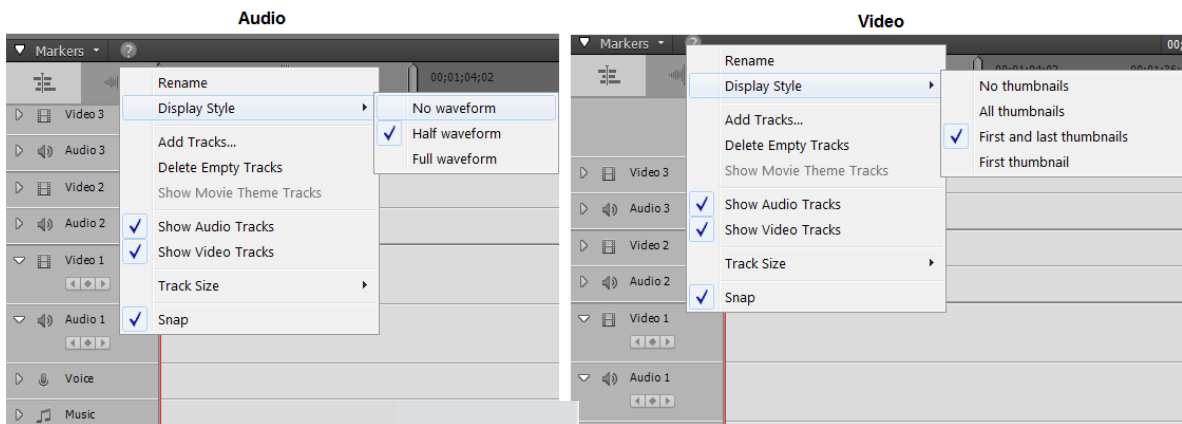 Audio
Markers
?
00;01;04;02
Rename
Display Style
No waveform
Half waveform
Full waveform
Add Tracks...
Delete Empty Tracks
Show Movie Theme Tracks
Show Audio Tracks
Show Video Tracks
Track Size
Snap
Video 3
Audio 3
Video 2
Audio 2
Video 1
Audio 1
Voice
Music
Video
Markers
00;
Rename
Display Style
No thumbnails
All thumbnails
First and last thumbnails
First thumbnail
Add Tracks...
Delete Empty Tracks
Show Movie Theme Tracks
Show Audio Tracks
Show Video Tracks
Track Size
Snap
Video 3
Audio 3
Video 2
Audio 2
Video 1
Audio 1